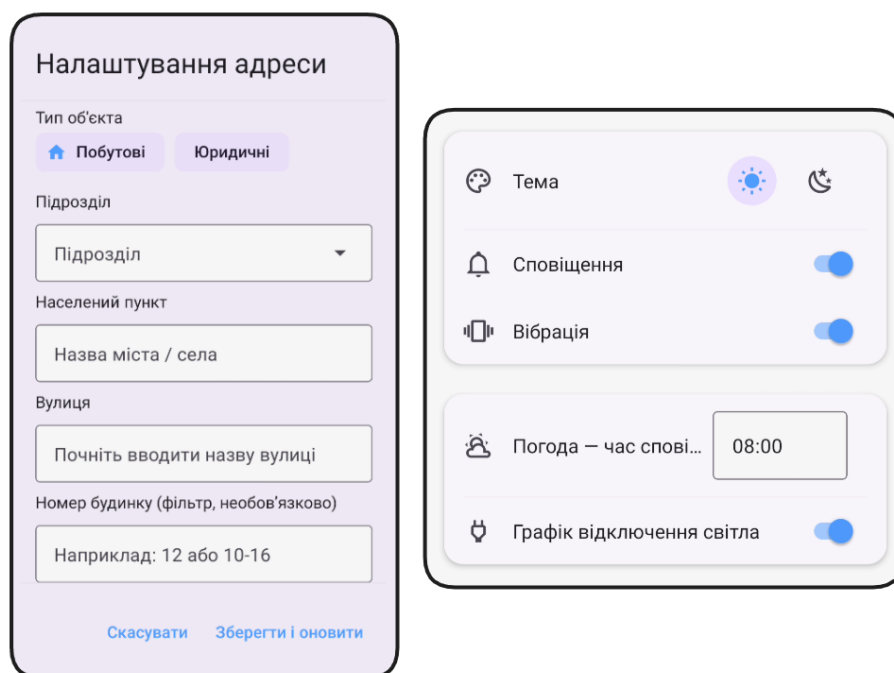 Налаштування адреси
Тип об'єкта
Побутові Юридичні
Підрозділ
Підрозділ
Населений пункт
Назва міста / села
Вулиця
Почніть вводити назву вулиці
Номер будинку (фільтр, необов'язково)
Наприклад: 12 або 10-16
Скасувати Зберегти і оновити
Тема
Сповіщення
Вібрація
Погода — час спові... 08:00
Графік відключення світла